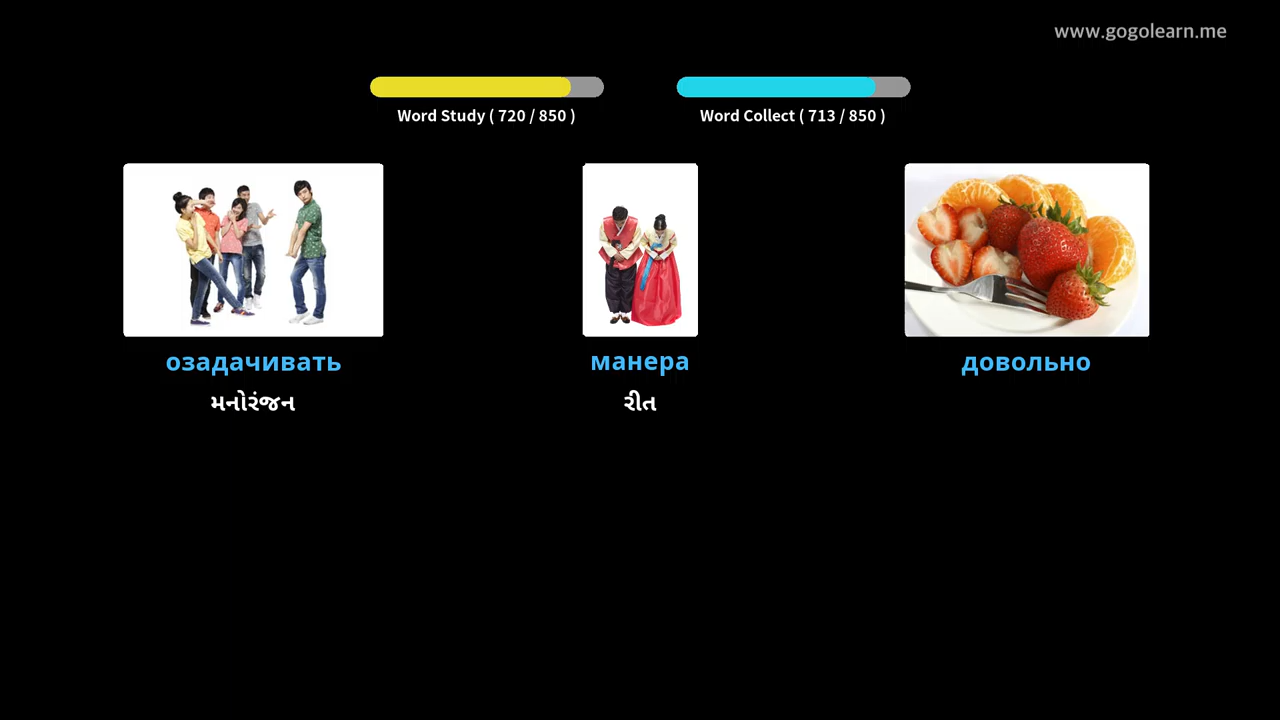 www.gogolearn.me
Word Study ( 720 / 850 )
Word Collect ( 713 / 850 )
озадачивать
манера
довольно
મનોરંજન
રીત